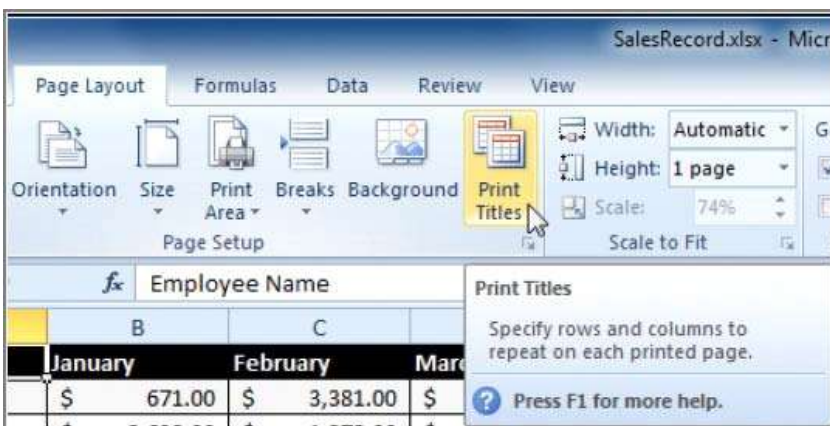 SalesRecord.xlsx - Micr
Page Layout Formulas Data Review View
Orientation Size Print Area Breaks Background Print Titles
Width: Automatic
Height: 1 page
Scale: 74%
Page Setup Scale to Fit
fx Employee Name
Print Titles
Specify rows and columns to
repeat on each printed page.
Press F1 for more help.
B C
January February Marc
$ 671.00 $ 3,381.00 $